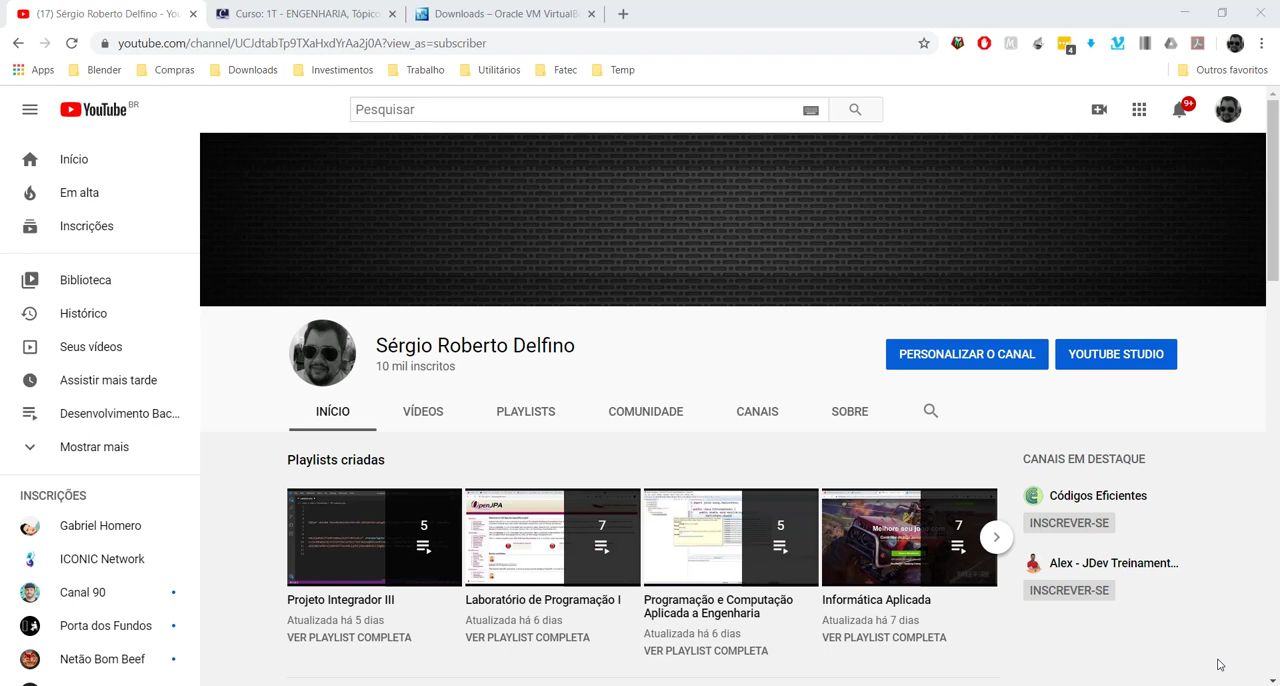 (17) Sérgio Roberto Delfino - You
Curso: 1T - ENGENHARIA, Tópico
Downloads – Oracle VM VirtualB
youtube.com/channel/UCJdtabTp9TXaHxdYrAa2j0A?view_as=subscriber
4
Apps
Blender
Compras
Downloads
Investimentos
Trabalho
Utilitários
Fatec
Temp
Outros favoritos
YouTube BR
Pesquisar
9+
Início
Em alta
Inscrições
Biblioteca
Histórico
Seus vídeos
Assistir mais tarde
Desenvolvimento Bac...
Mostrar mais
INSCRIÇÕES
Gabriel Homero
ICONIC Network
Canal 90
Porta dos Fundos
Netão Bom Beef
Sérgio Roberto Delfino
10 mil inscritos
PERSONALIZAR O CANAL
YOUTUBE STUDIO
INÍCIO
VÍDEOS
PLAYLISTS
COMUNIDADE
CANAIS
SOBRE
Playlists criadas
5
Projeto Integrador III
Atualizada há 5 dias
VER PLAYLIST COMPLETA
7
Laboratório de Programação I
Atualizada há 6 dias
VER PLAYLIST COMPLETA
5
Programação e Computação
Aplicada a Engenharia
Atualizada há 6 dias
VER PLAYLIST COMPLETA
7
Informática Aplicada
Atualizada há 7 dias
VER PLAYLIST COMPLETA
CANAIS EM DESTAQUE
Códigos Eficientes
INSCREVER-SE
Alex - JDev Treinament...
INSCREVER-SE